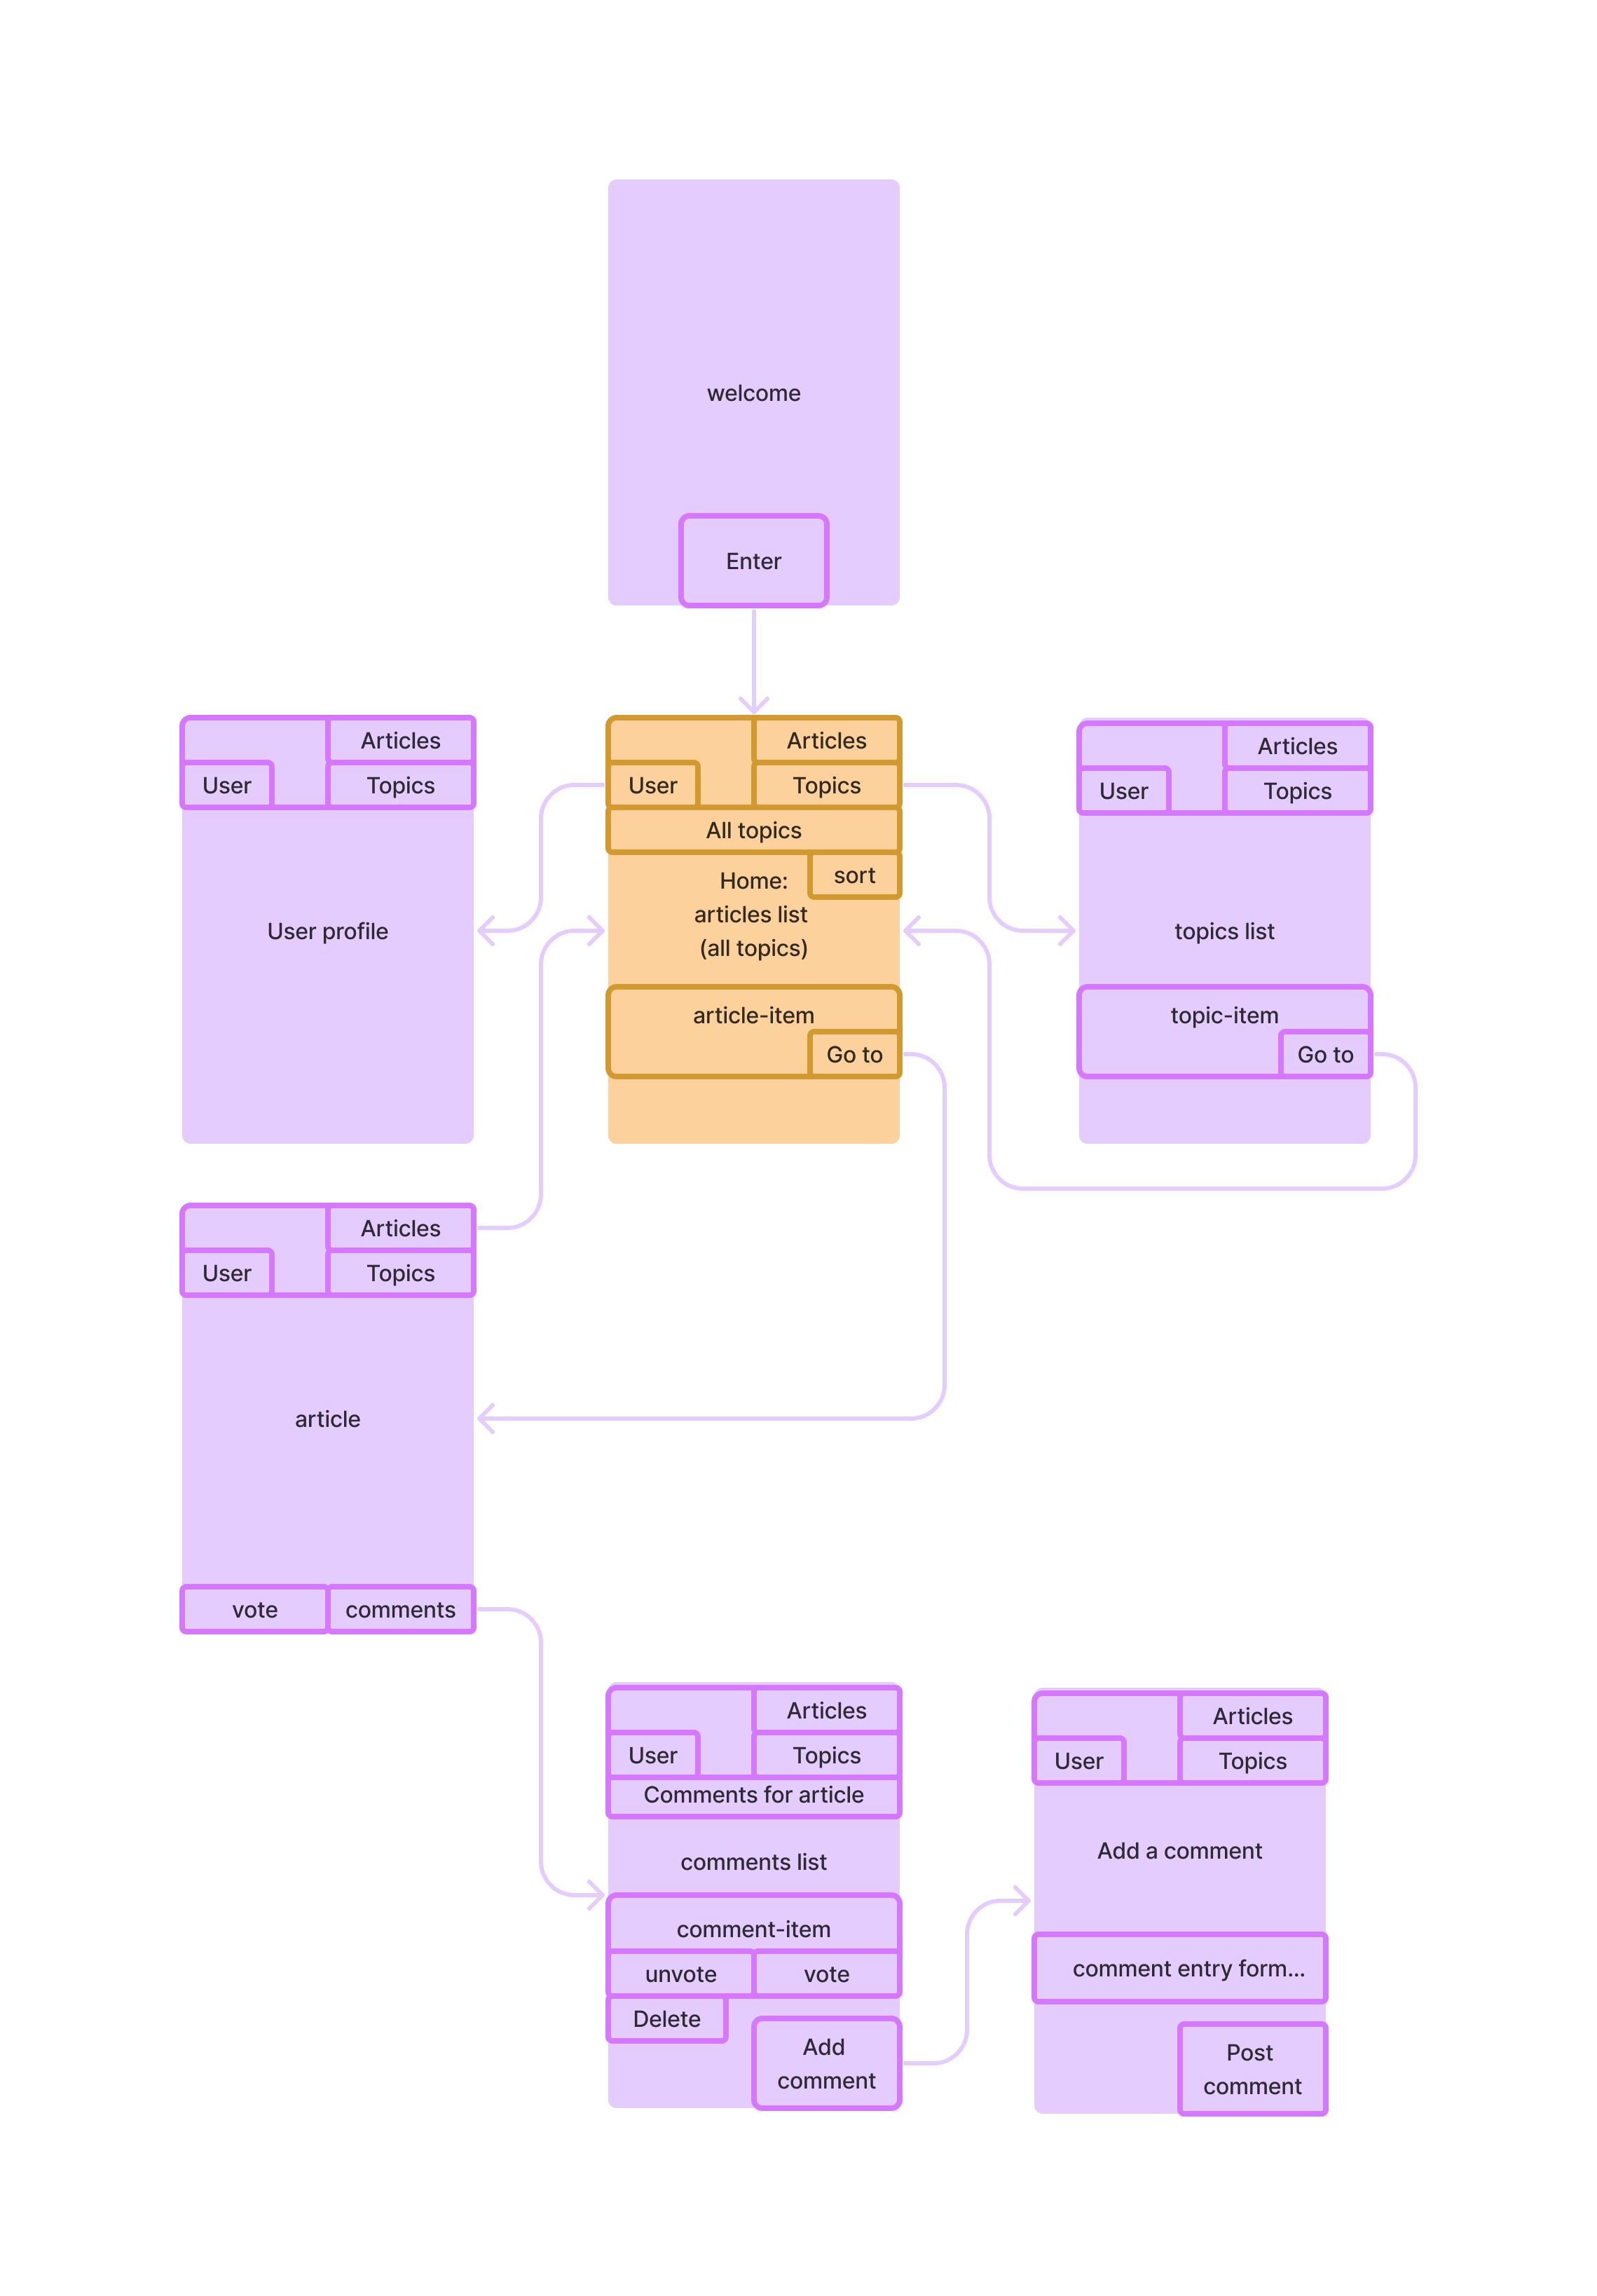 welcome
Enter
Articles
User
Topics
User profile
Articles
User
Topics
All topics
sort
Home:
articles list
(all topics)
article-item
Go to
Articles
User
Topics
topics list
topic-item
Go to
Articles
User
Topics
article
vote
comments
Articles
User
Topics
Comments for article
comments list
comment-item
unvote
vote
Delete
Add
comment
Articles
User
Topics
Add a comment
comment entry form...
Post
comment